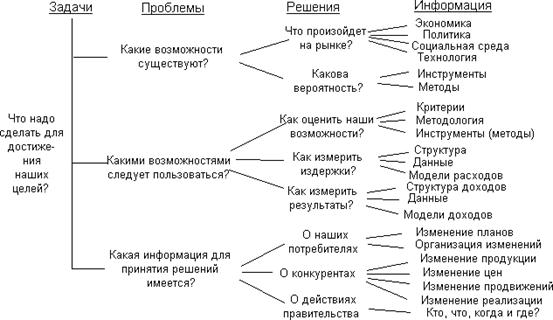 Задачи Проблемы Решения Информация
Что надо
сделать для
достиже-
ния
наших
целей?
Какие возможности
существуют?
Что произойдет
на рынке?
Экономика
Политика
Социальная среда
Технология
Какова
вероятность?
Инструменты
Методы
Какими возможностями
следует пользоваться?
Как оценить наши
возможности?
Критерии
Методология
Инструменты (методы)
Как измерить
издержки?
Структура
Данные
Модели расходов
Как измерить
результаты?
Структура доходов
Данные
Модели доходов
Какая информация для
принятия решений
имеется?
О наших
потребителях
Изменение планов
Организация изменений
О конкурентах
Изменение продукции
Изменение цен
Изменение продвижений
Изменение реализации
О действиях
правительства
Кто, что, когда и где?